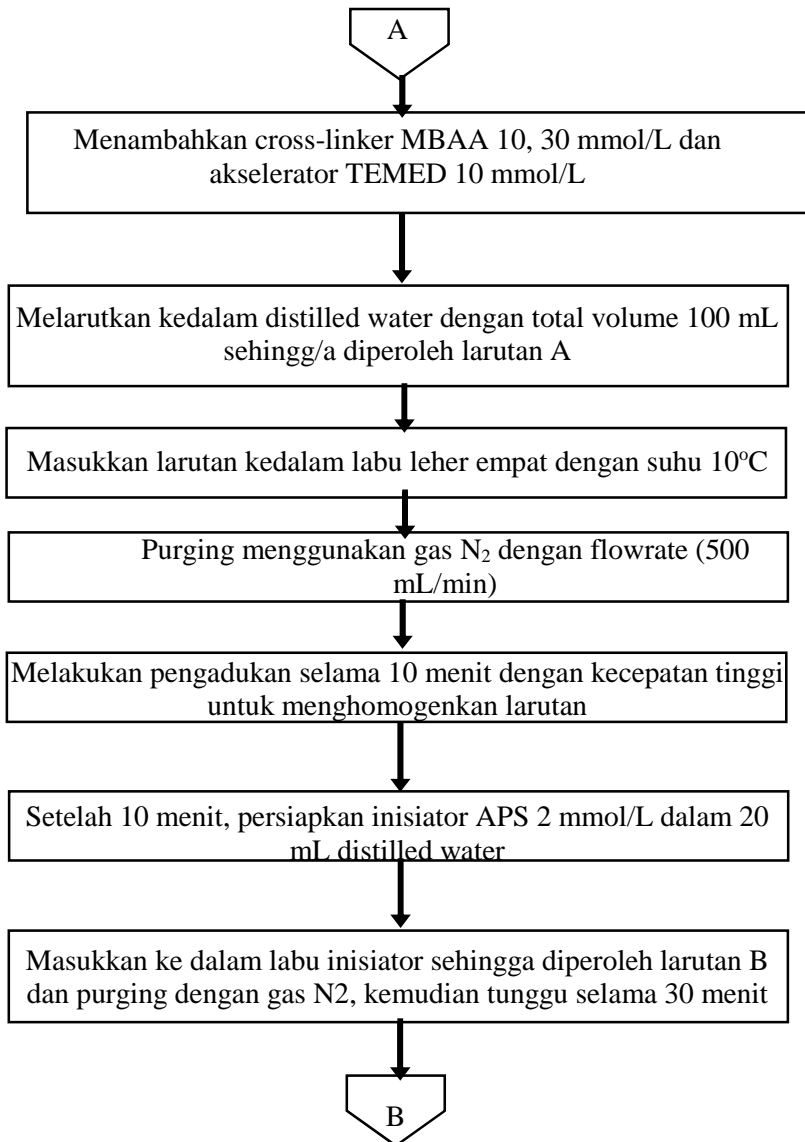 A
Menambahkan cross-linker MBAA 10, 30 mmol/L dan
akselerator TEMED 10 mmol/L
Melarutkan kedalam distilled water dengan total volume 100 mL
sehingg/a diperoleh larutan A
Masukkan larutan kedalam labu leher empat dengan suhu 10°C
Purging menggunakan gas N₂ dengan flowrate (500
mL/min)
Melakukan pengadukan selama 10 menit dengan kecepatan tinggi
untuk menghomogenkan larutan
Setelah 10 menit, persiapkan inisiator APS 2 mmol/L dalam 20
mL distilled water
Masukkan ke dalam labu inisiator sehingga diperoleh larutan B
dan purging dengan gas N2, kemudian tunggu selama 30 menit
B